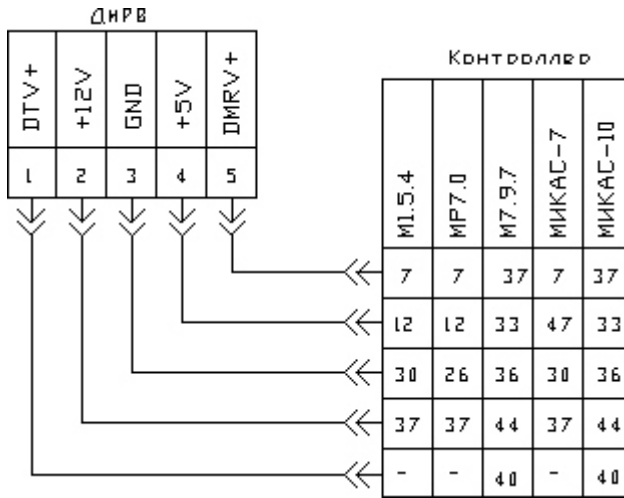 ДМРВ
DTV+ +12V GND +5V DMRV+
1 2 3 4 5
Контроллер
М1.5.4 МР7.0 М7.9.7 МИКАС-7 МИКАС-10
7 7 37 7 37
12 12 33 47 33
30 26 36 30 36
37 37 44 37 44
- - 40 - 40